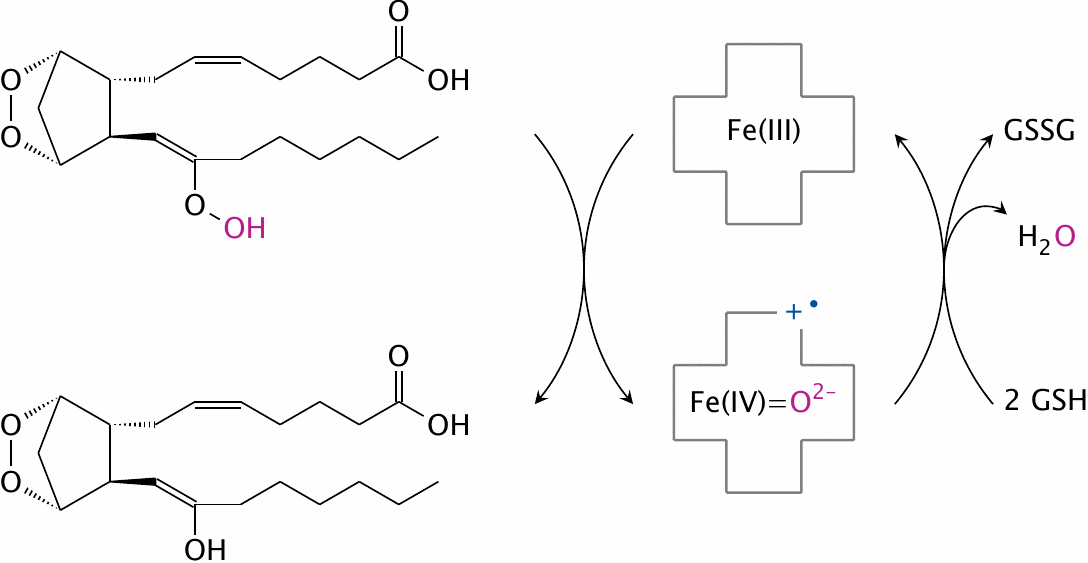 O
OH
O
O
O
OH
Fe(III)
GSSG
H2O
+ •
Fe(IV)=O2−
2 GSH
O
OH
O
O
OH